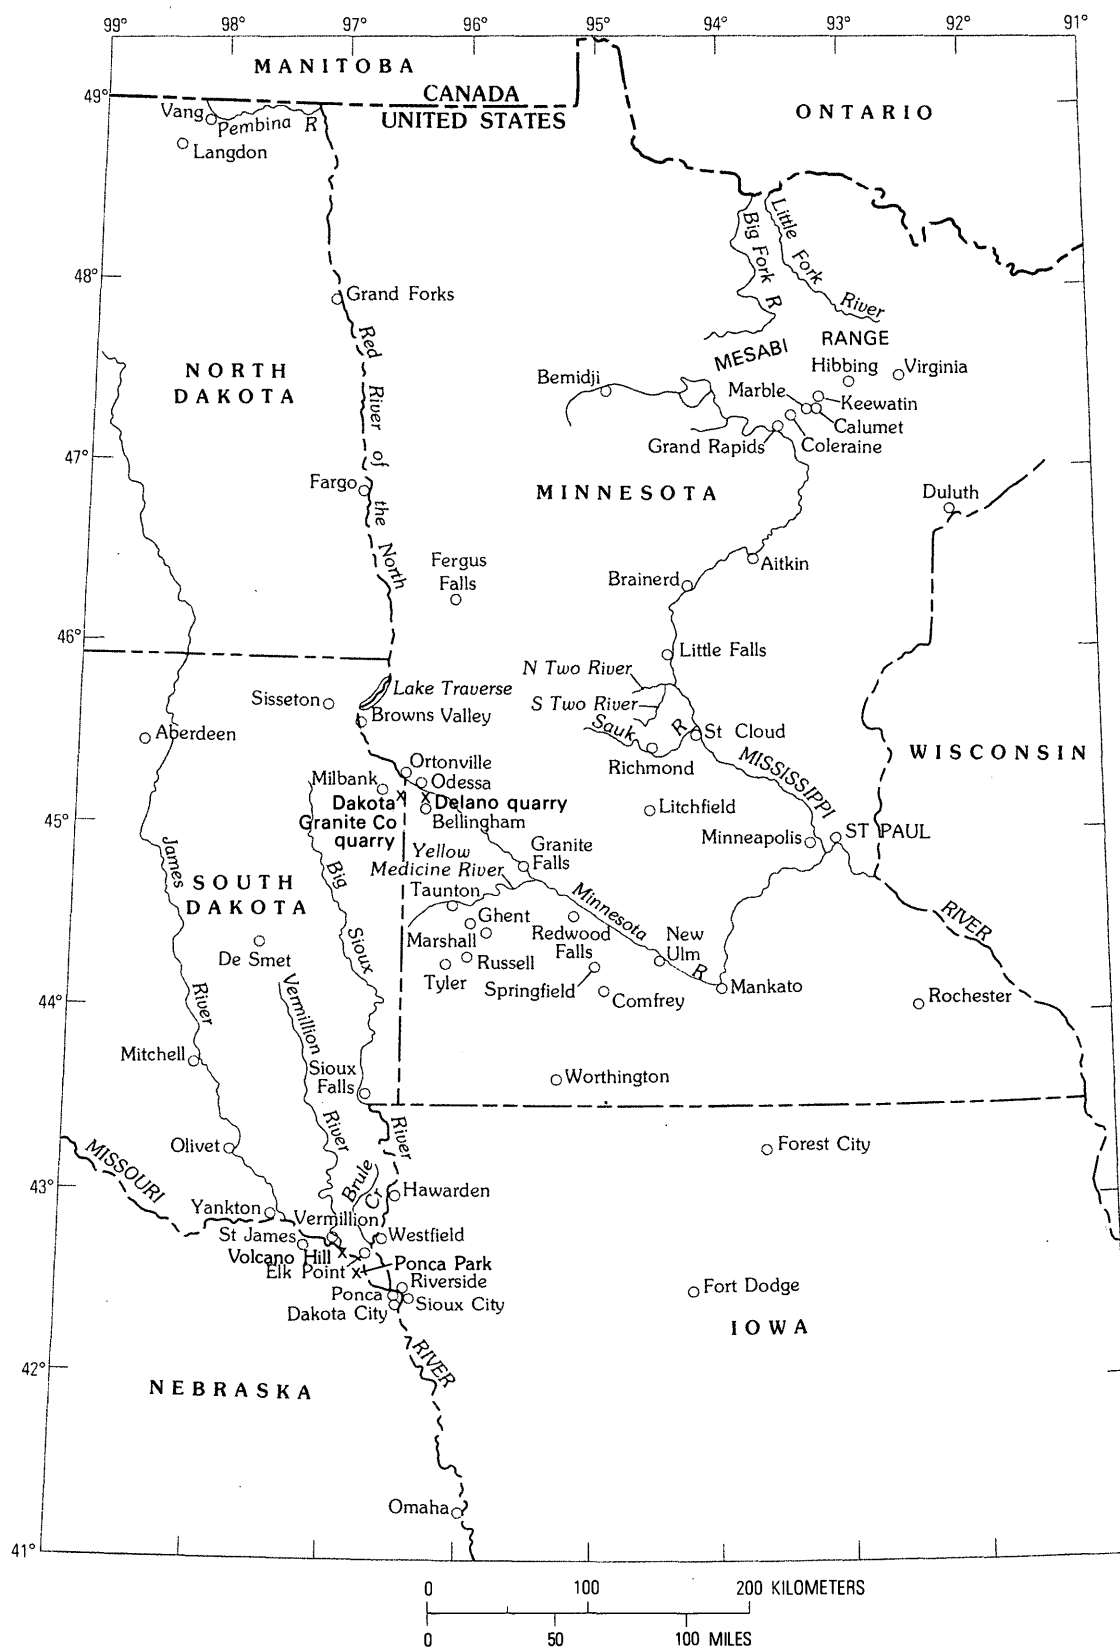 99° 98° 97° 96° 95° 94° 93° 92° 91°
MANITOBA
CANADA
49°
UNITED STATES
ONTARIO
Vang
Pembina R
Langdon
Big Fork R
Little Fork River
48°
Grand Forks
Red River of the North
NORTH
DAKOTA
MESABI RANGE
Hibbing
Virginia
Bemidji
Marble
Keewatin
Calumet
Grand Rapids
Coleraine
47°
Fargo
MINNESOTA
Duluth
Fergus
Falls
Aitkin
Brainerd
46°
Little Falls
N Two River
S Two River
Sisseton
Lake Traverse
Browns Valley
Aberdeen
Sauk R
St Cloud
Richmond
MISSISSIPPI
WISCONSIN
Ortonville
Milbank
Odessa
Dakota
Granite Co
quarry
Delano quarry
Bellingham
Litchfield
45°
Minneapolis
ST PAUL
James
Yellow
Medicine River
Granite
Falls
Big
SOUTH
DAKOTA
Taunton
Minnesota
R
RIVER
Ghent
Marshall
Redwood
Falls
New
Ulm
Sioux
De Smet
Russell
Tyler
Springfield
Comfrey
Mankato
44°
River
Vermillion
Rochester
Mitchell
Sioux
Falls
Worthington
River
River
Olivet
Forest City
MISSOURI
43°
Brule
Cr
Hawarden
Yankton
Vermillion
St James
Westfield
Volcano Hill
Elk Point
Ponca Park
Riverside
Ponca
Sioux City
Dakota City
Fort Dodge
IOWA
42°
RIVER
NEBRASKA
Omaha
41°
0 100 200 KILOMETERS
0 50 100 MILES